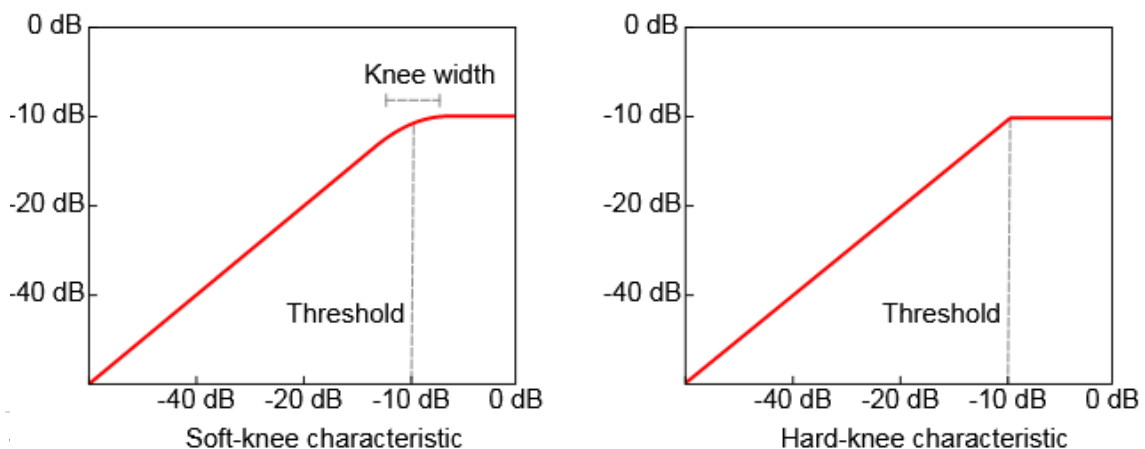 0 dB
Knee width
-10 dB
-20 dB
-40 dB
Threshold
-40 dB
-20 dB
-10 dB
0 dB
Soft-knee characteristic
0 dB
-10 dB
-20 dB
-40 dB
Threshold
-40 dB
-20 dB
-10 dB
0 dB
Hard-knee characteristic